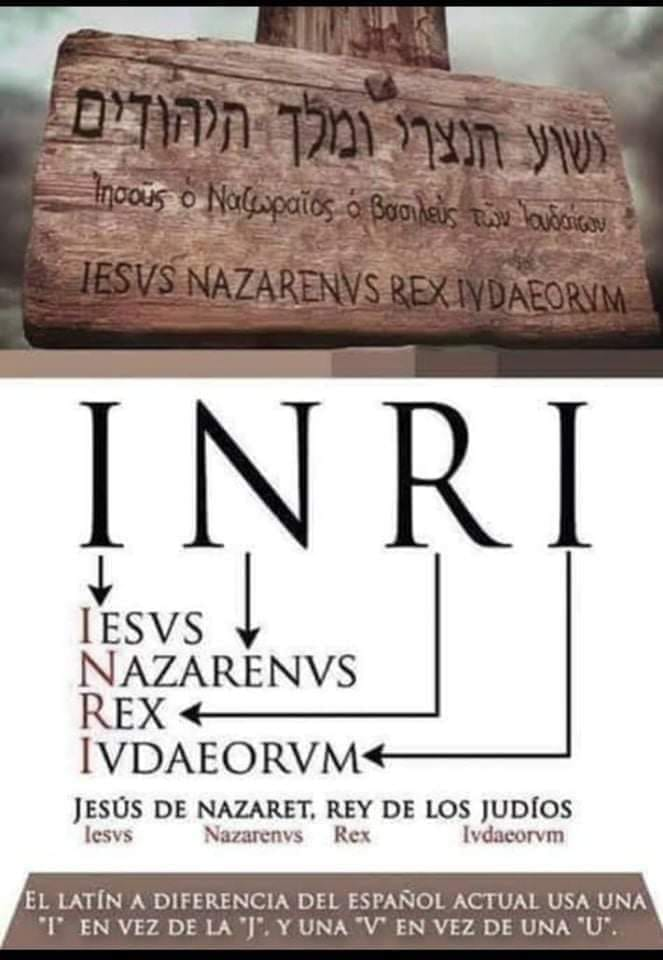 ישוע הנצרי ומלך היהודים
Ἰησοῦς ὁ Ναζωραῖος ὁ βασιλεὺς τῶν Ἰουδαίων
IESVS NAZARENVS REX IVDAEORVM
I N R I
IESVS
NAZARENVS
REX
IVDAEORVM
JESÚS DE NAZARET, REY DE LOS JUDÍOS
Iesvs Nazarenvs Rex Ivdaeorvm
EL LATÍN A DIFERENCIA DEL ESPAÑOL ACTUAL USA UNA
"I" EN VEZ DE LA "J", Y UNA "V" EN VEZ DE UNA "U".